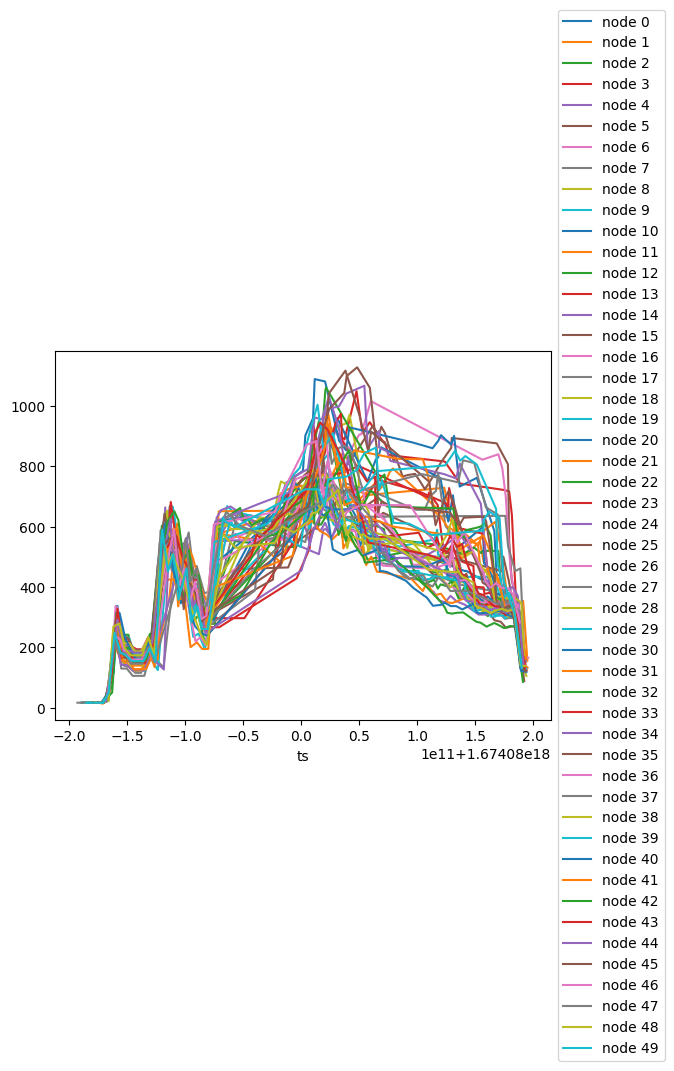 node 0
node 1
node 2
node 3
node 4
node 5
node 6
node 7
node 8
node 9
node 10
node 11
node 12
node 13
node 14
node 15
node 16
node 17
node 18
node 19
node 20
node 21
node 22
node 23
node 24
node 25
node 26
node 27
node 28
node 29
node 30
node 31
node 32
node 33
node 34
node 35
node 36
node 37
node 38
node 39
node 40
node 41
node 42
node 43
node 44
node 45
node 46
node 47
node 48
node 49
1000
800
600
400
200
0
−2.0 −1.5 −1.0 −0.5 0.0 0.5 1.0 1.5 2.0
ts
1e11+1.67408e18